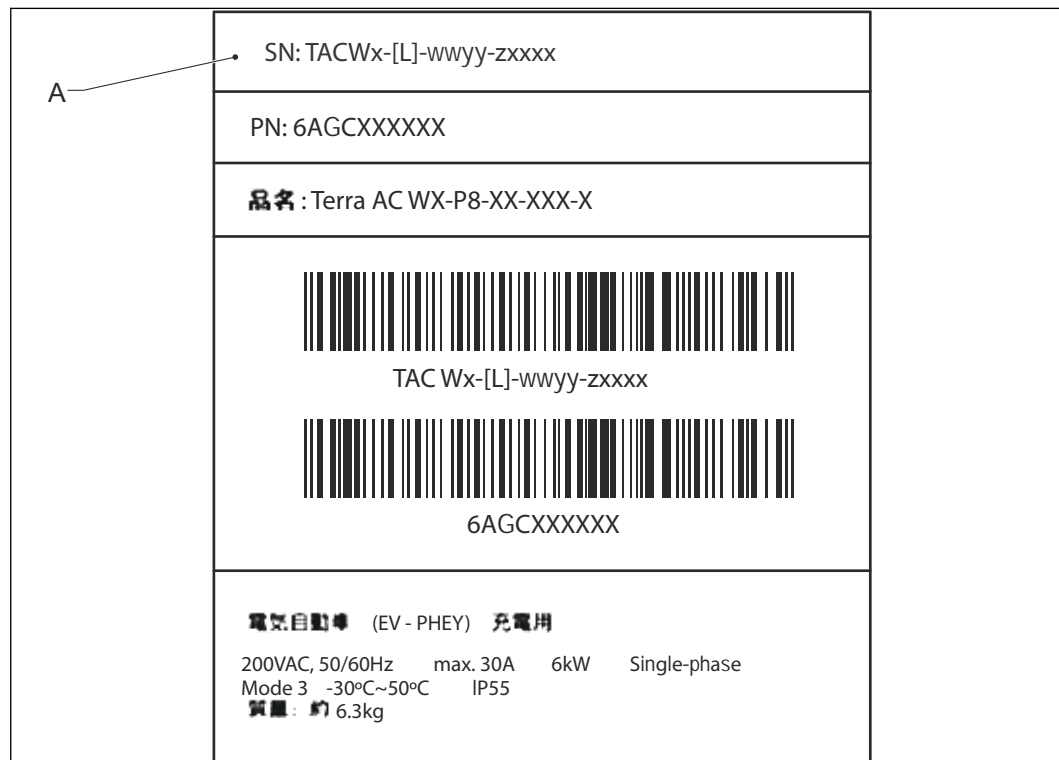 A
SN: TACWx-[L]-wwyy-zxxxx
PN: 6AGCXXXXXX
品名: Terra AC WX-P8-XX-XXX-X
TAC Wx-[L]-wwyy-zxxxx
6AGCXXXXXX
電気自動車 (EV - PHEY) 充電用
200VAC, 50/60Hz max. 30A 6kW Single-phase
Mode 3 -30ºC~50ºC IP55
質量: 約 6.3kg